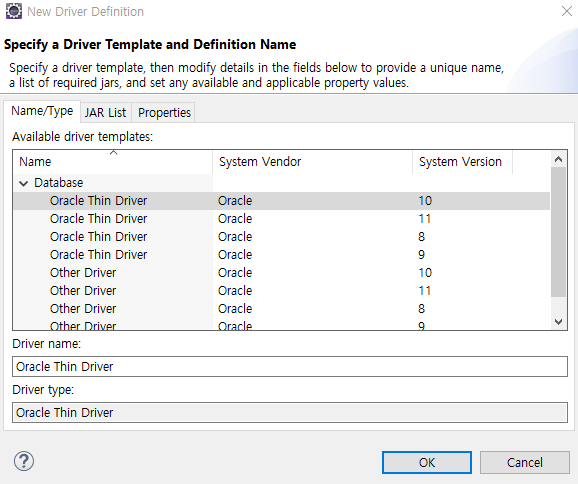 New Driver Definition
Specify a Driver Template and Definition Name
Specify a driver template, then modify details in the fields below to provide a unique name,
a list of required jars, and set any available and applicable property values.
Name/Type JAR List Properties
Available driver templates:
Name System Vendor System Version
Database
Oracle Thin Driver Oracle 10
Oracle Thin Driver Oracle 11
Oracle Thin Driver Oracle 8
Oracle Thin Driver Oracle 9
Other Driver Oracle 10
Other Driver Oracle 11
Other Driver Oracle 8
Other Driver Oracle 9
Driver name:
Oracle Thin Driver
Driver type:
Oracle Thin Driver
? OK Cancel